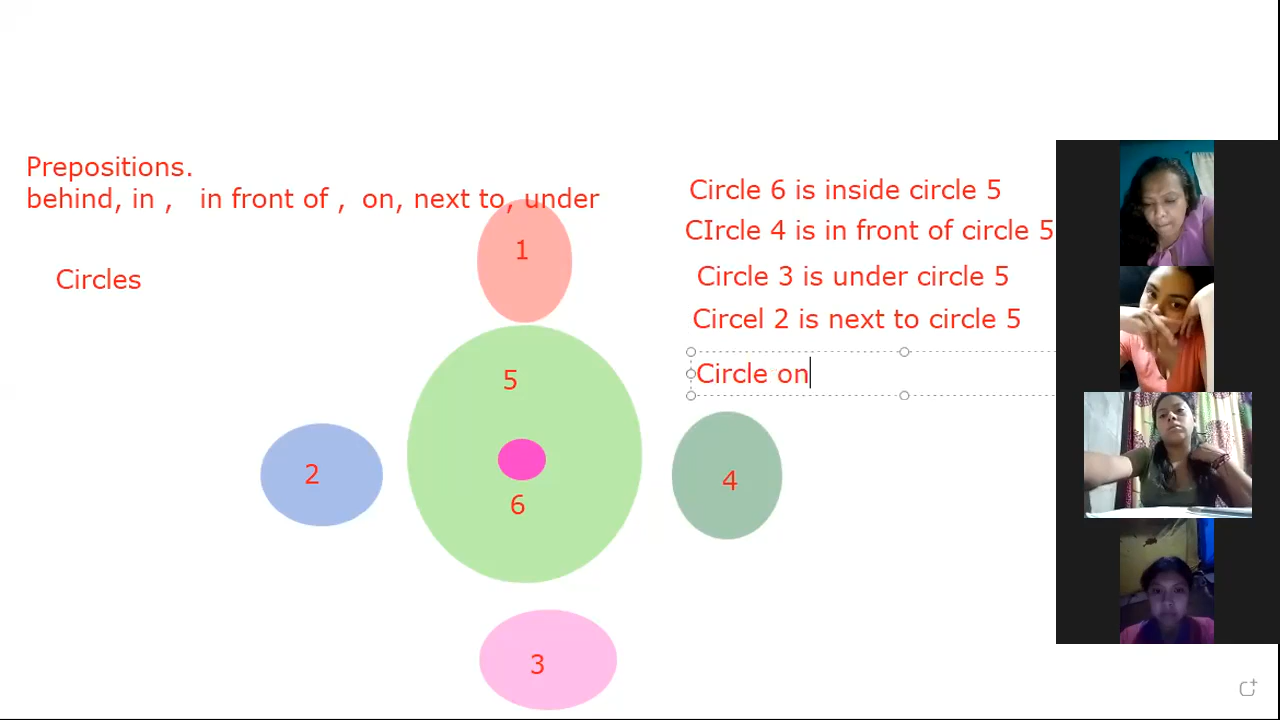 Prepositions.
behind, in , in front of , on, next to, under
Circles
Circle 6 is inside circle 5
CIrcle 4 is in front of circle 5
Circle 3 is under circle 5
Circel 2 is next to circle 5
Circle on
1
5
2
6
4
3